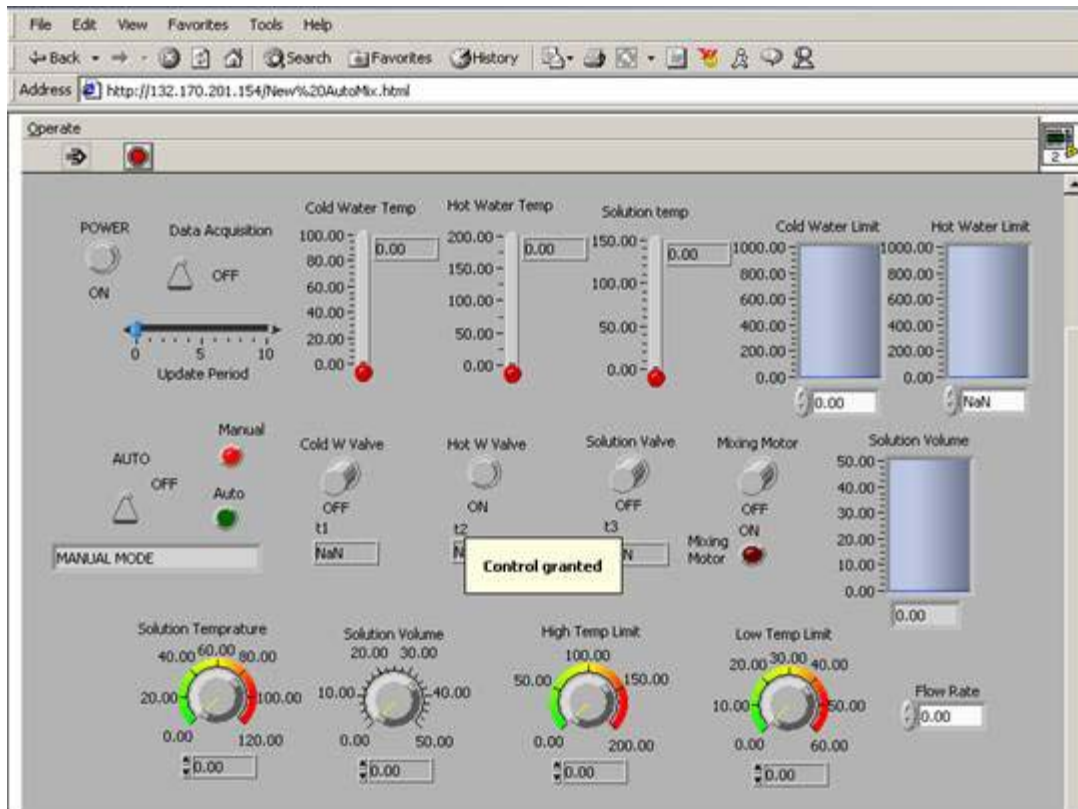 File Edit View Favorites Tools Help
Back Search Favorites History
Address http://132.170.201.154/New%20AutoMix.html
Operate
2
POWER
ON
Data Acquisition
OFF
0 5 10
Update Period
Cold Water Temp
100.00
80.00
60.00
40.00
20.00
0.00
0.00
Hot Water Temp
200.00
150.00
100.00
50.00
0.00
0.00
Solution temp
150.00
100.00
50.00
0.00
0.00
Cold Water Limit
1000.00
800.00
600.00
400.00
200.00
0.00
0.00
Hot Water Limit
1000.00
800.00
600.00
400.00
200.00
0.00
NaN
AUTO
OFF
Manual
Auto
MANUAL MODE
Cold W Valve
OFF
t1
NaN
Hot W Valve
ON
t2
Solution Valve
OFF
t3
Control granted
Mixing Motor
OFF
ON
Mixing
Motor
Solution Volume
50.00
40.00
30.00
20.00
10.00
0.00
0.00
Solution Temprature
40.00 60.00 80.00
20.00 100.00
0.00 120.00
0.00
Solution Volume
20.00 30.00
10.00 40.00
0.00 50.00
0.00
High Temp Limit
100.00
50.00 150.00
0.00 200.00
0.00
Low Temp Limit
20.00 30.00 40.00
10.00 50.00
0.00 60.00
0.00
Flow Rate
0.00